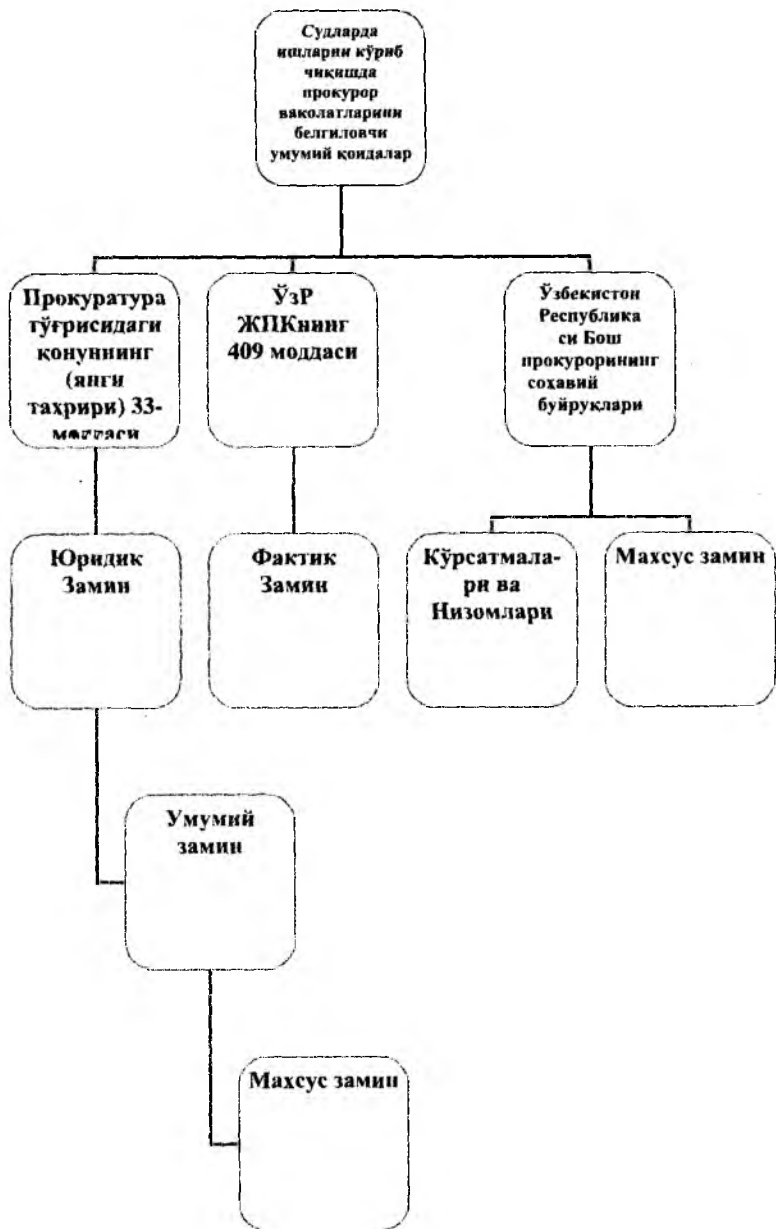 Судларда
ишларни кўриб
чиқишда
прокурор
ваколатларини
белгиловчи
умумий қоидалар
Прокуратура
тўғрисидаги
қонуннинг
(янги
таҳрири) 33-
моддаси
ЎзР
ЖПКнинг
409 моддаси
Ўзбекистон
Республика
си Бош
прокурорининг
соҳавий
буйруқлари
Юридик
Замин
Фактик
Замин
Кўрсатмала-
ри ва
Низомлари
Махсус замин
Умумий
замин
Махсус замин